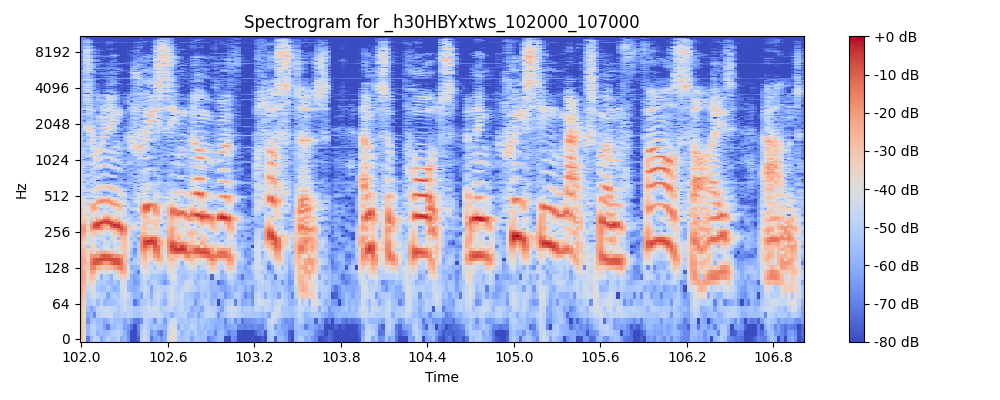 Spectrogram for _h30HBYxtws_102000_107000
Hz
8192
4096
2048
1024
512
256
128
64
0
102.0 102.6 103.2 103.8 104.4 105.0 105.6 106.2 106.8
Time
+0 dB
-10 dB
-20 dB
-30 dB
-40 dB
-50 dB
-60 dB
-70 dB
-80 dB